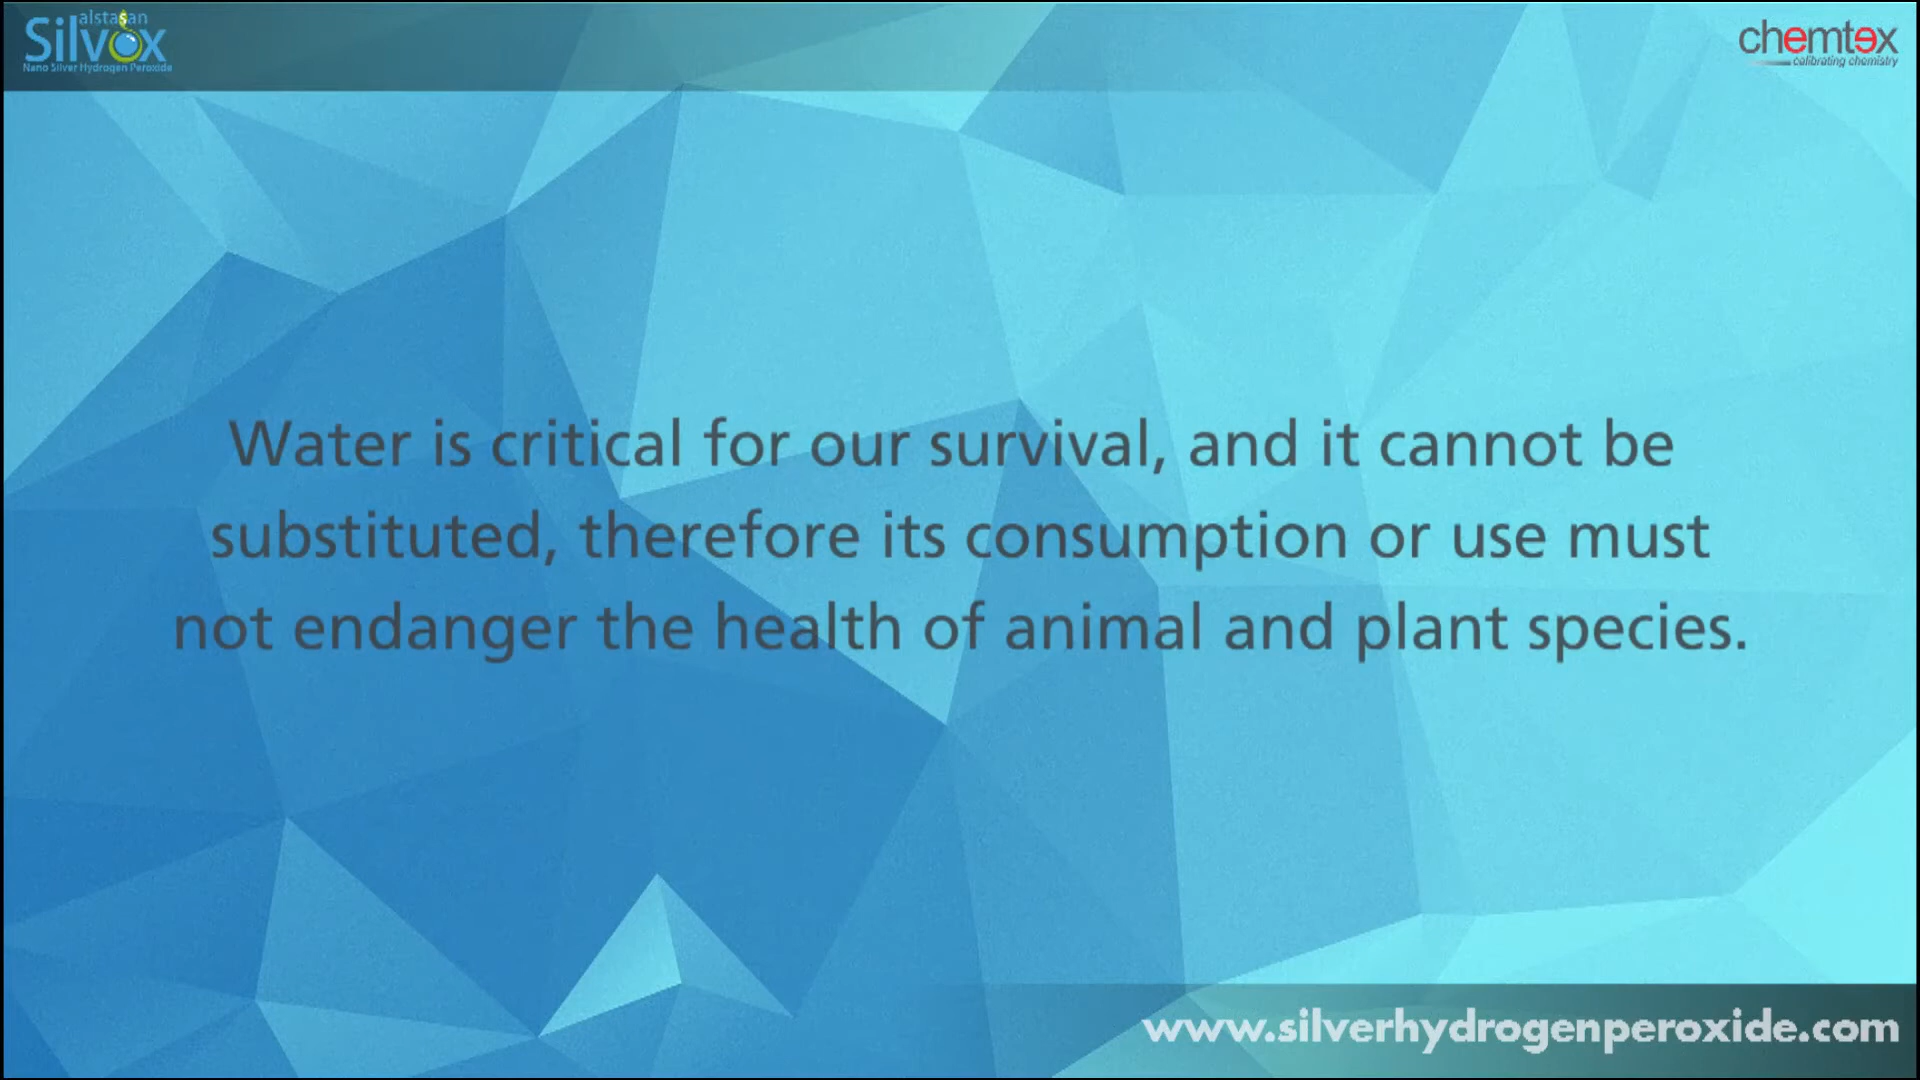 alstasan
Silvox
Nano Silver Hydrogen Peroxide
chemtex
calibrating chemistry
Water is critical for our survival, and it cannot be
substituted, therefore its consumption or use must
not endanger the health of animal and plant species.
www.silverhydrogenperoxide.com